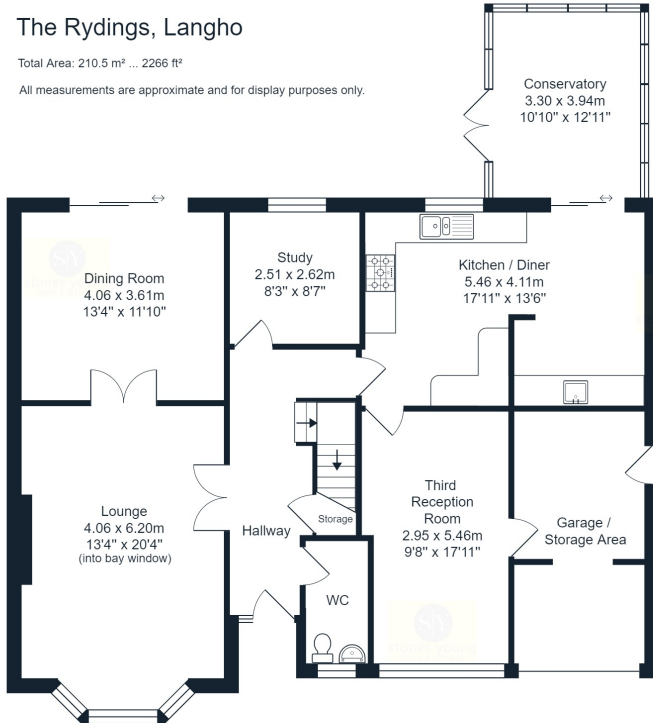 The Rydings, Langho
Total Area: 210.5 m² ... 2266 ft²
All measurements are approximate and for display purposes only.
Conservatory
3.30 x 3.94m
10'10" x 12'11"
Dining Room
4.06 x 3.61m
13'4" x 11'10"
Study
2.51 x 2.62m
8'3" x 8'7"
Kitchen / Diner
5.46 x 4.11m
17'11" x 13'6"
Lounge
4.06 x 6.20m
13'4" x 20'4"
(into bay window)
Hallway
Storage
WC
Third
Reception
Room
2.95 x 5.46m
9'8" x 17'11"
Garage /
Storage Area